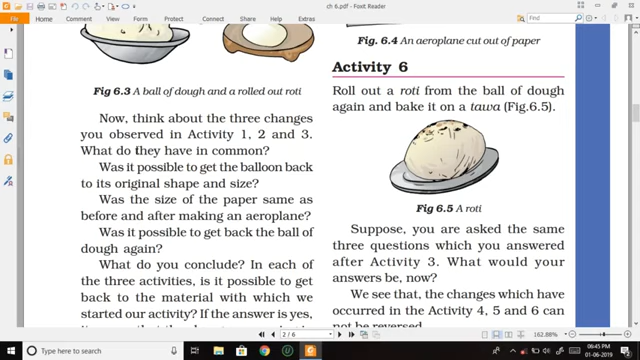 ch 6.pdf - Foxit Reader
Find
Fig 6.3 A ball of dough and a rolled out roti
Now, think about the three changes
you observed in Activity 1, 2 and 3.
What do they have in common?
Was it possible to get the balloon back
to its original shape and size?
Was the size of the paper same as
before and after making an aeroplane?
Was it possible to get back the ball of
dough again?
What do you conclude? In each of
the three activities, is it possible to get
back to the material with which we
started our activity? If the answer is yes,
Fig. 6.4 An aeroplane cut out of paper
Activity 6
Roll out a roti from the ball of dough
again and bake it on a tawa (Fig.6.5).
Fig 6.5 A roti
Suppose, you are asked the same
three questions which you answered
after Activity 3. What would your
answers be, now?
We see that, the changes which have
occurred in the Activity 4, 5 and 6 can
not be reversed.
2 / 6
162.88%
Type here to search
06:45 PM
01-06-2019